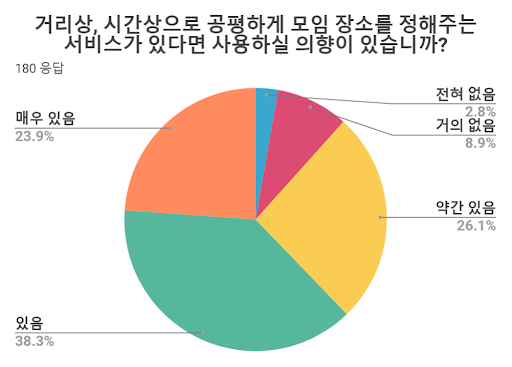 거리상, 시간상으로 공평하게 모임 장소를 정해주는
서비스가 있다면 사용하실 의향이 있습니까?
180 응답
전혀 없음
2.8%
거의 없음
8.9%
약간 있음
26.1%
있음
38.3%
매우 있음
23.9%